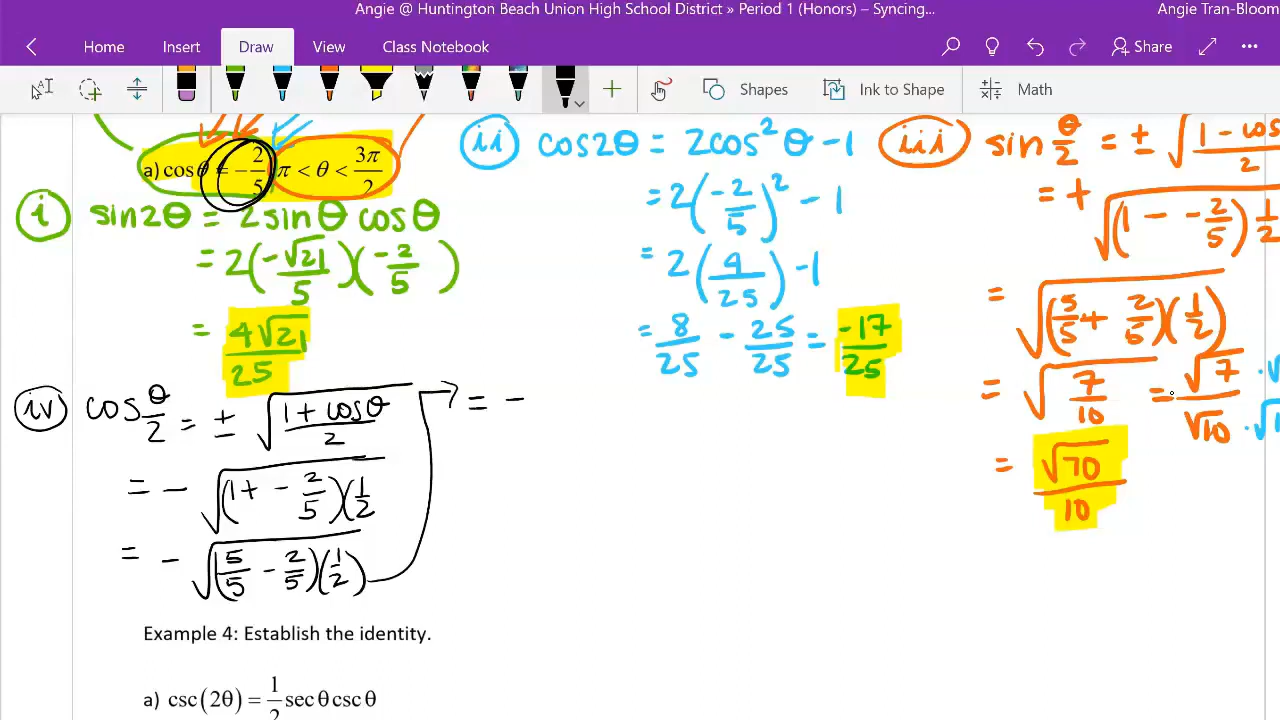 Angie @ Huntington Beach Union High School District » Period 1 (Honors) – Syncing...
Angie Tran-Bloom
Home Insert Draw View Class Notebook
Share
Shapes Ink to Shape Math
a) cosθ = -2/5, π < θ < 3π/2
i sin2θ = 2sinθ cosθ
= 2(-√21/5)(-2/5)
= 4√21/25
ii cos2θ = 2cos²θ - 1
= 2(-2/5)² - 1
= 2(4/25) - 1
= 8/25 - 25/25 = -17/25
iii sin θ/2 = ± √(1 - cos/2
= + √(1 - -2/5)1/2
= √(5/5 + 2/5)(1/2)
= √7/10 = √7/√10 · √ · √1
= √70/10
iv cos θ/2 = ± √(1 + cosθ)/2
= - √(1 + - 2/5)(1/2
= - √(5/5 - 2/5)(1/2)
= -
Example 4: Establish the identity.
a) csc(2θ) = 1/2 secθcscθ